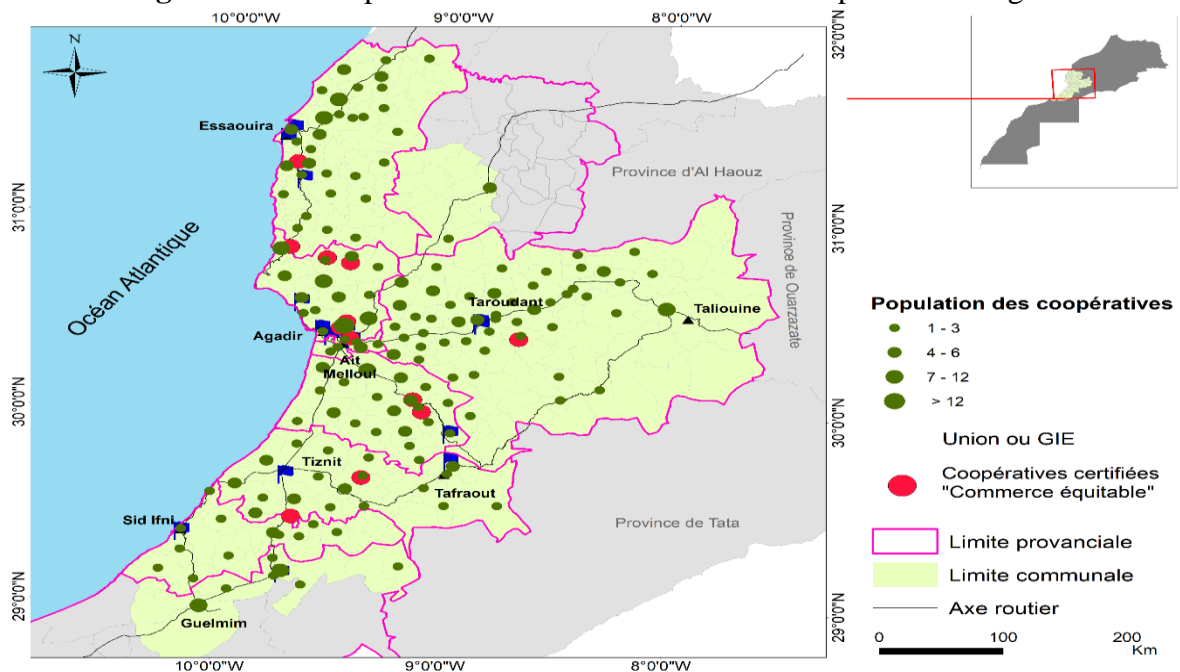 10°0'0"W
9°0'0"W
8°0'0"W
32°0'0"N
N
Essaouira
Province d'Al Haouz
31°0'0"N
31°0'0"N
Océan Atlantique
Province de Ouarzazate
Taroudant
Taliouine
Agadir
Ait
Melloul
30°0'0"N
30°0'0"N
Tiznit
Tafraout
Sid Ifni
Province de Tata
29°0'0"N
29°0'0"N
Guelmim
10°0'0"W
9°0'0"W
8°0'0"W
Population des coopératives
1 - 3
4 - 6
7 - 12
> 12
Union ou GIE
Coopératives certifiées
"Commerce équitable"
Limite provanciale
Limite communale
Axe routier
0 100 200
Km